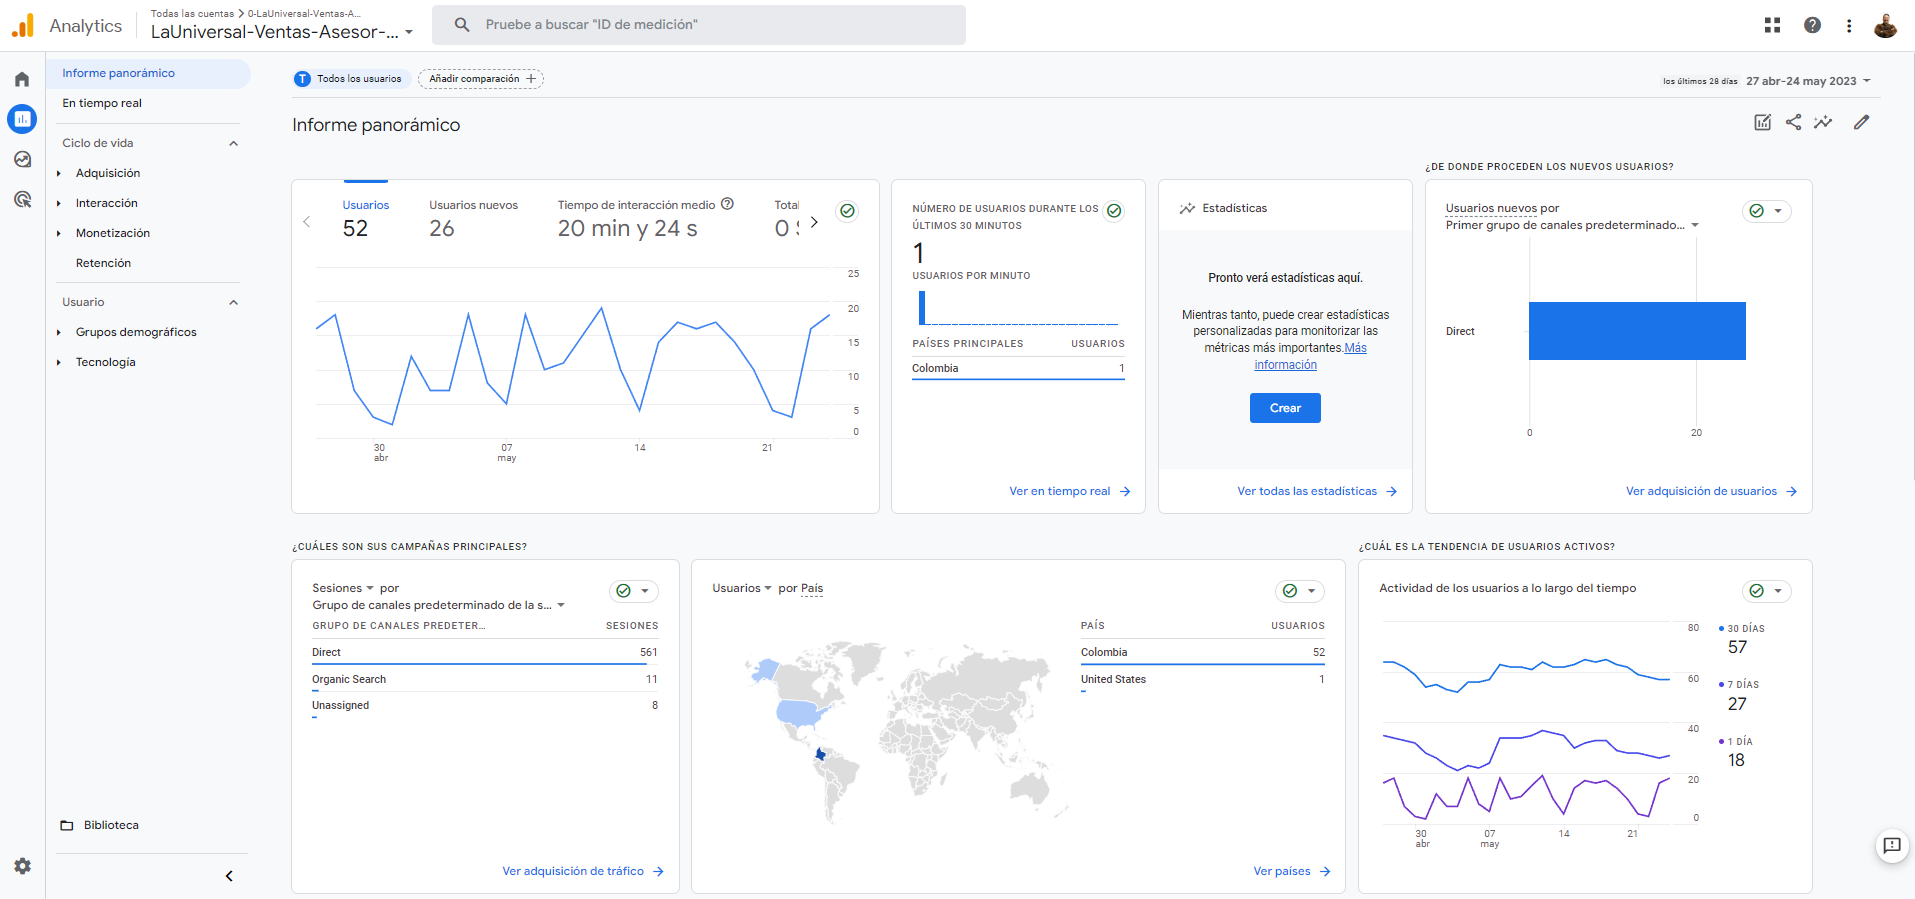 Analytics
Todas las cuentas > 0-LaUniversal-Ventas-A...
LaUniversal-Ventas-Asesor-...
Pruebe a buscar "ID de medición"
Informe panorámico
En tiempo real
Ciclo de vida
Adquisición
Interacción
Monetización
Retención
Usuario
Grupos demográficos
Tecnología
Biblioteca
T Todos los usuarios
Añadir comparación +
los últimos 28 días 27 abr-24 may 2023
Informe panorámico
Usuarios
52
Usuarios nuevos
26
Tiempo de interacción medio
20 min y 24 s
Total
0
25
20
15
10
5
0
30
abr
07
may
14
21
NÚMERO DE USUARIOS DURANTE LOS
ÚLTIMOS 30 MINUTOS
1
USUARIOS POR MINUTO
PAÍSES PRINCIPALES USUARIOS
Colombia 1
Ver en tiempo real
Estadísticas
Pronto verá estadísticas aquí.
Mientras tanto, puede crear estadísticas
personalizadas para monitorizar las
métricas más importantes.Más
información
Crear
Ver todas las estadísticas
¿DE DONDE PROCEDEN LOS NUEVOS USUARIOS?
Usuarios nuevos por
Primer grupo de canales predeterminado...
Direct
0
20
Ver adquisición de usuarios
¿CUÁLES SON SUS CAMPAÑAS PRINCIPALES?
Sesiones por
Grupo de canales predeterminado de la s...
GRUPO DE CANALES PREDETER... SESIONES
Direct 561
Organic Search 11
Unassigned 8
Ver adquisición de tráfico
Usuarios por País
PAÍS USUARIOS
Colombia 52
United States 1
Ver países
¿CUÁL ES LA TENDENCIA DE USUARIOS ACTIVOS?
Actividad de los usuarios a lo largo del tiempo
80
60
40
20
0
30
abr
07
may
14
21
30 DÍAS
57
7 DÍAS
27
1 DÍA
18